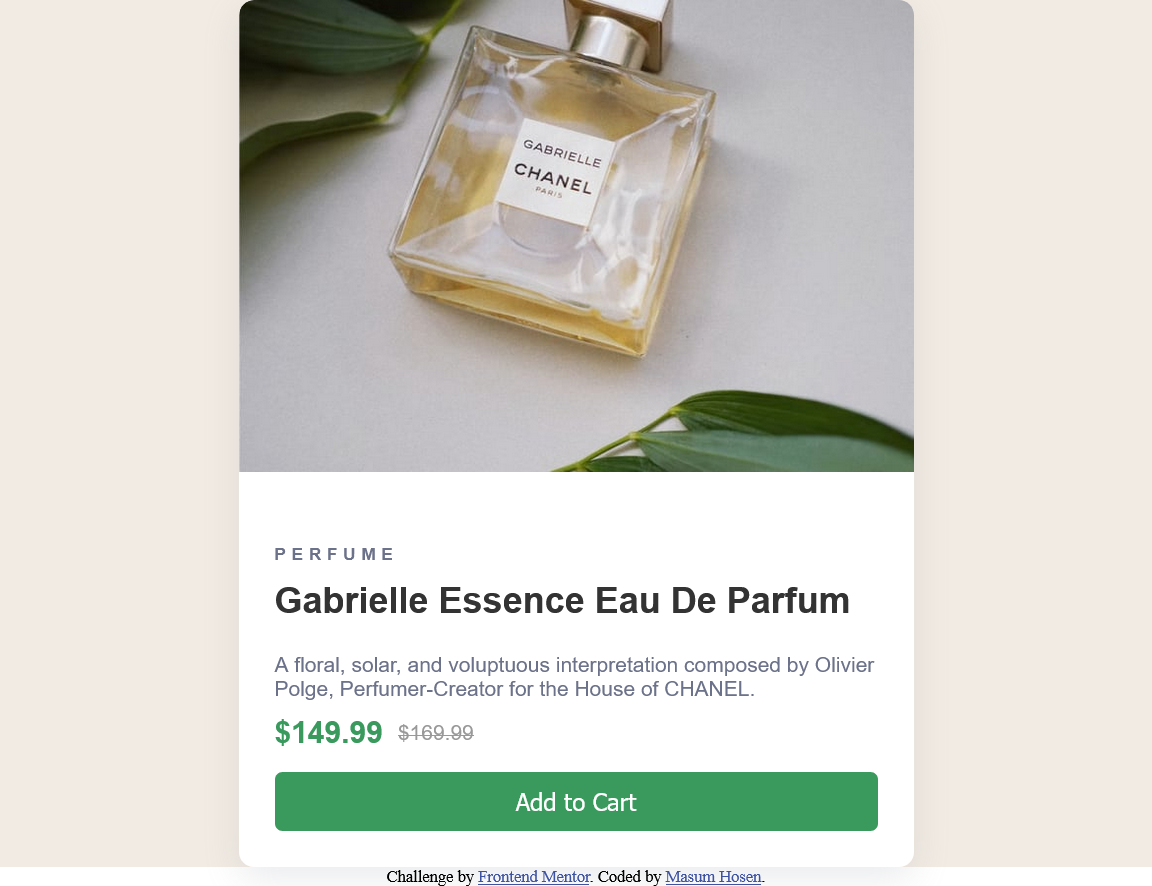 GABRIELLE
CHANEL
PARIS
PERFUME
Gabrielle Essence Eau De Parfum
A floral, solar, and voluptuous interpretation composed by Olivier
Polge, Perfumer-Creator for the House of CHANEL.
$149.99 $169.99
Add to Cart
Challenge by Frontend Mentor. Coded by Masum Hosen.